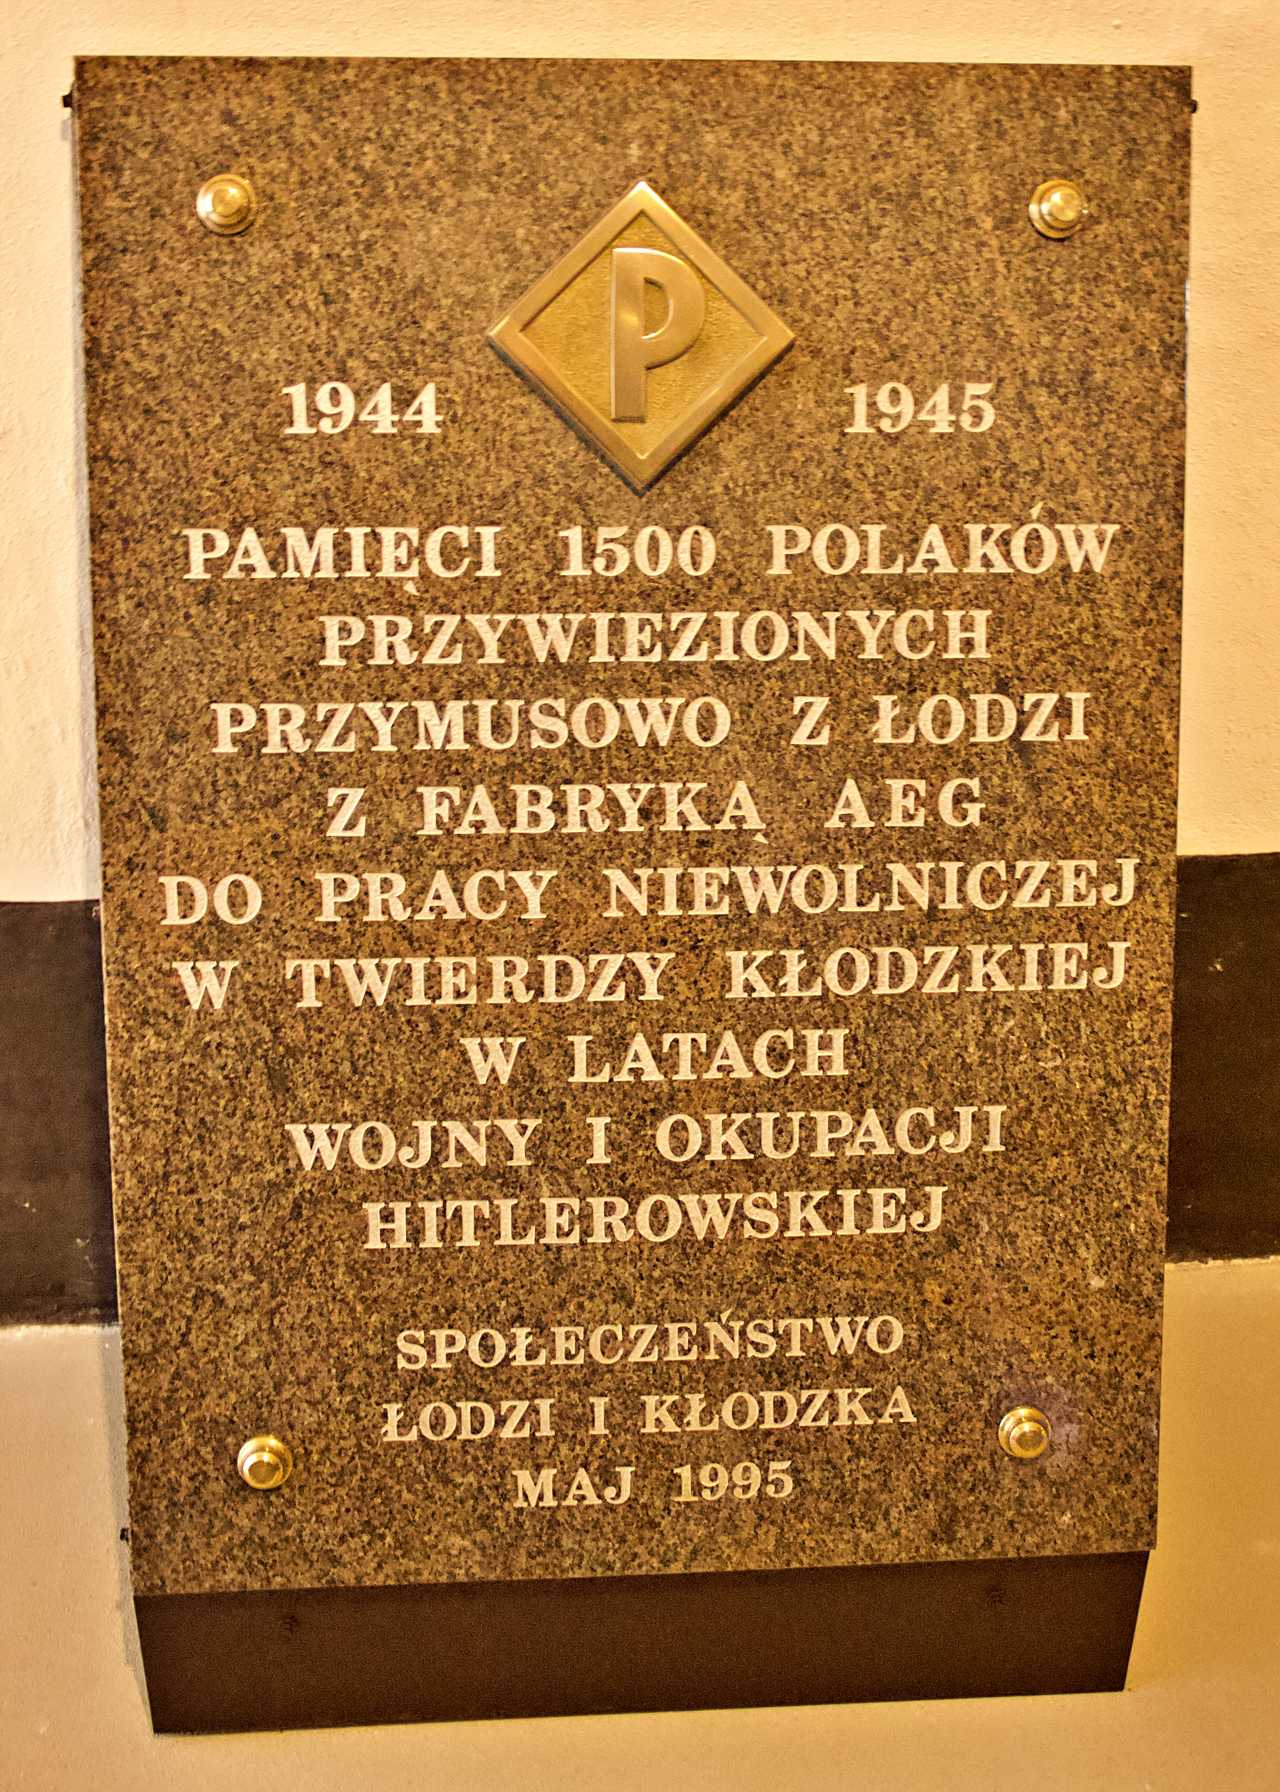 P
1944 1945
PAMIĘCI 1500 POLAKÓW
PRZYWIEZIONYCH
PRZYMUSOWO Z ŁODZI
Z FABRYKĄ AEG
DO PRACY NIEWOLNICZEJ
W TWIERDZY KŁODZKIEJ
W LATACH
WOJNY I OKUPACJI
HITLEROWSKIEJ
SPOŁECZEŃSTWO
ŁODZI I KŁODZKA
MAJ 1995